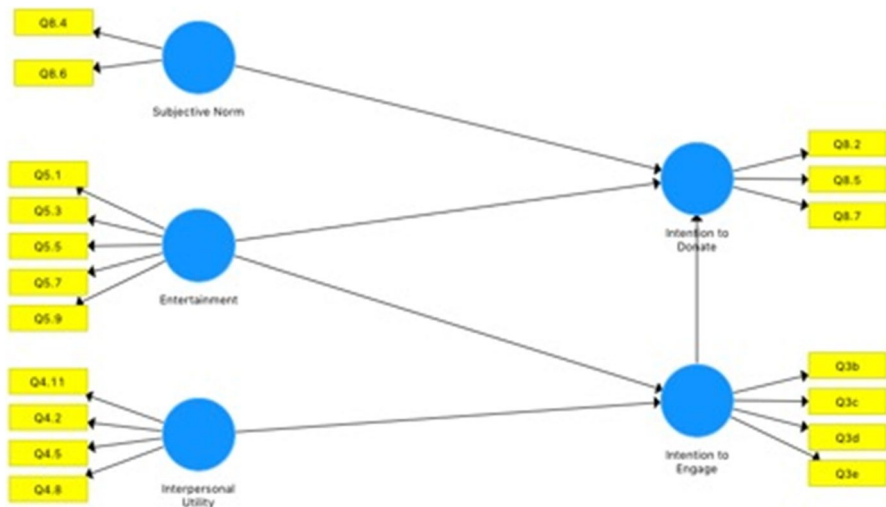 Q8.4
Q8.6
Subjective Norm
Q5.1
Q5.3
Q5.5
Q5.7
Q5.9
Entertainment
Q4.11
Q4.2
Q4.5
Q4.8
Interpersonal
Utility
Q8.2
Q8.5
Q8.7
Intention to
Donate
Q3b
Q3c
Q3d
Q3e
Intention to
Engage